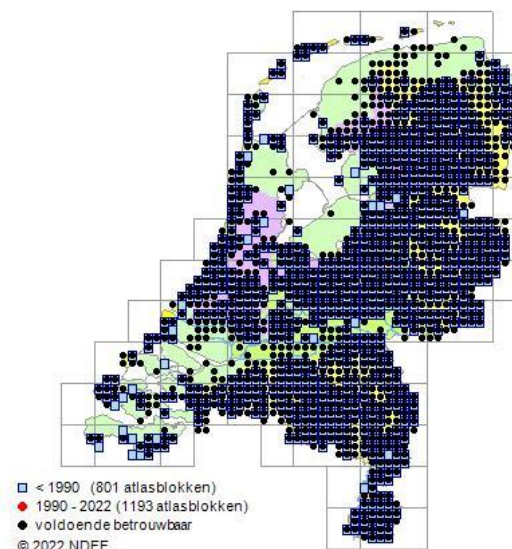 < 1990 (801 atlasblokken)
1990 - 2022 (1193 atlasblokken)
voldoende betrouwbaar
© 2022 NDFF